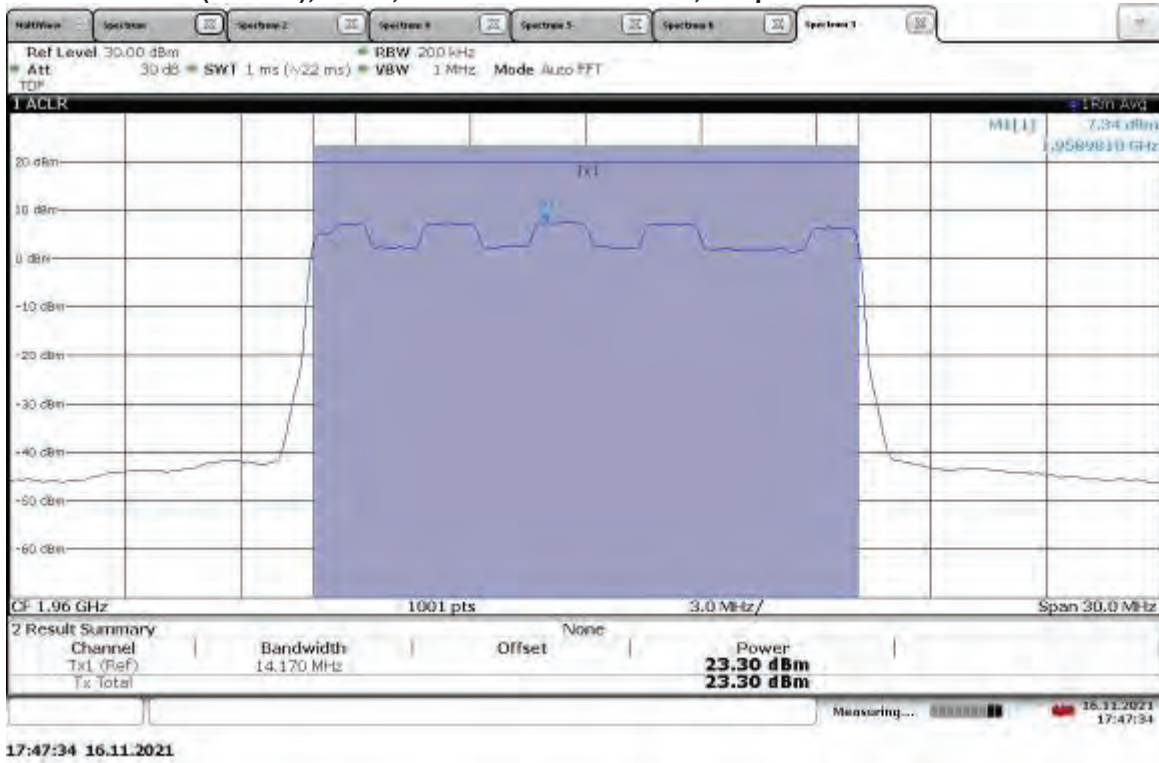 MultiView Spectrum Spectrum 2 Spectrum 4 Spectrum 5 Spectrum 6 Spectrum 3
Ref Level 30.00 dBm RBW 200 kHz
Att 30 dB SWT 1 ms (~22 ms) VBW 1 MHz Mode Auto FFT
TDF
1 ACLR 1Rm Avg
M1[1] 7.34 dBm
1.9589810 GHz
20 dBm
Tx1
10 dBm
0 dBm
-10 dBm
-20 dBm
-30 dBm
-40 dBm
-50 dBm
-60 dBm
CF 1.96 GHz 1001 pts 3.0 MHz/ Span 30.0 MHz
2 Result Summary None
Channel Bandwidth Offset Power
Tx1 (Ref) 14.170 MHz 23.30 dBm
Tx Total 23.30 dBm
Measuring... 16.11.2021
17:47:34
17:47:34 16.11.2021